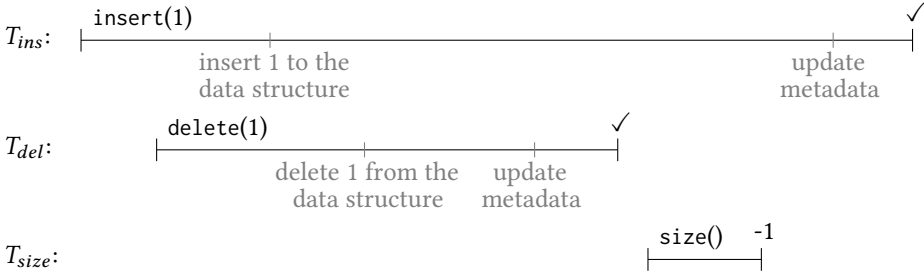 insert(1) ✓
T_ins:
insert 1 to the update
data structure metadata
delete(1) ✓
T_del:
delete 1 from the update
data structure metadata
size() -1
T_size: